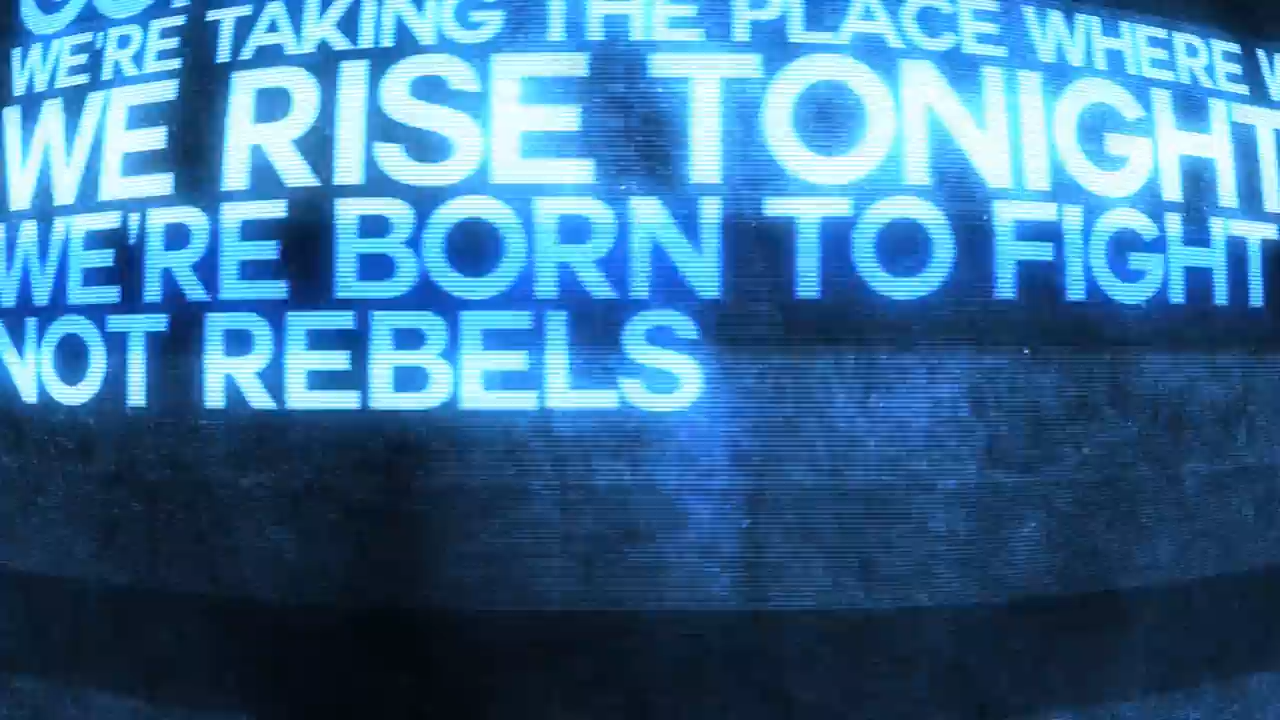 WE'RE TAKING THE PLACE WHERE
WE RISE TONIGHT
WE'RE BORN TO FIGHT
NOT REBELS